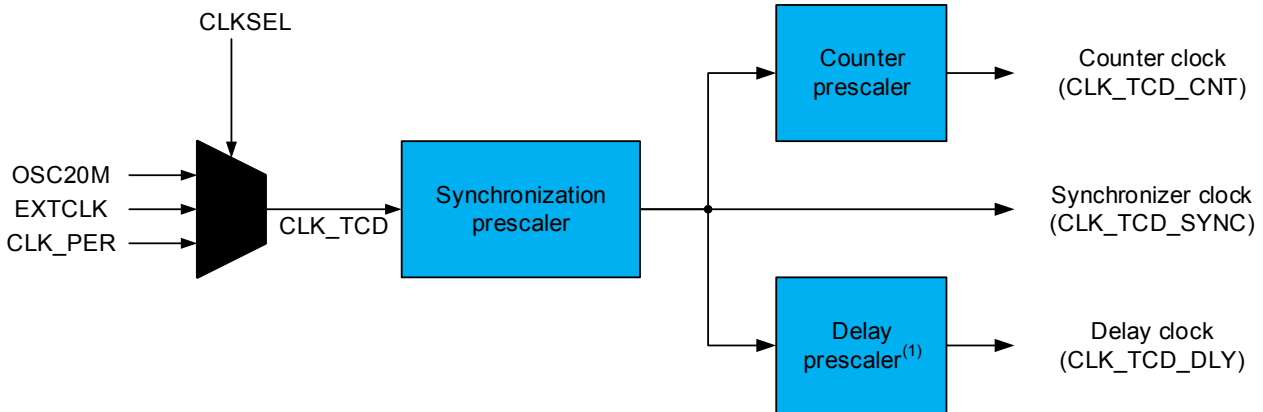 CLKSEL
OSC20M
EXTCLK
CLK_PER
CLK_TCD
Synchronization
prescaler
Counter
prescaler
Delay
prescaler(1)
Counter clock
(CLK_TCD_CNT)
Synchronizer clock
(CLK_TCD_SYNC)
Delay clock
(CLK_TCD_DLY)